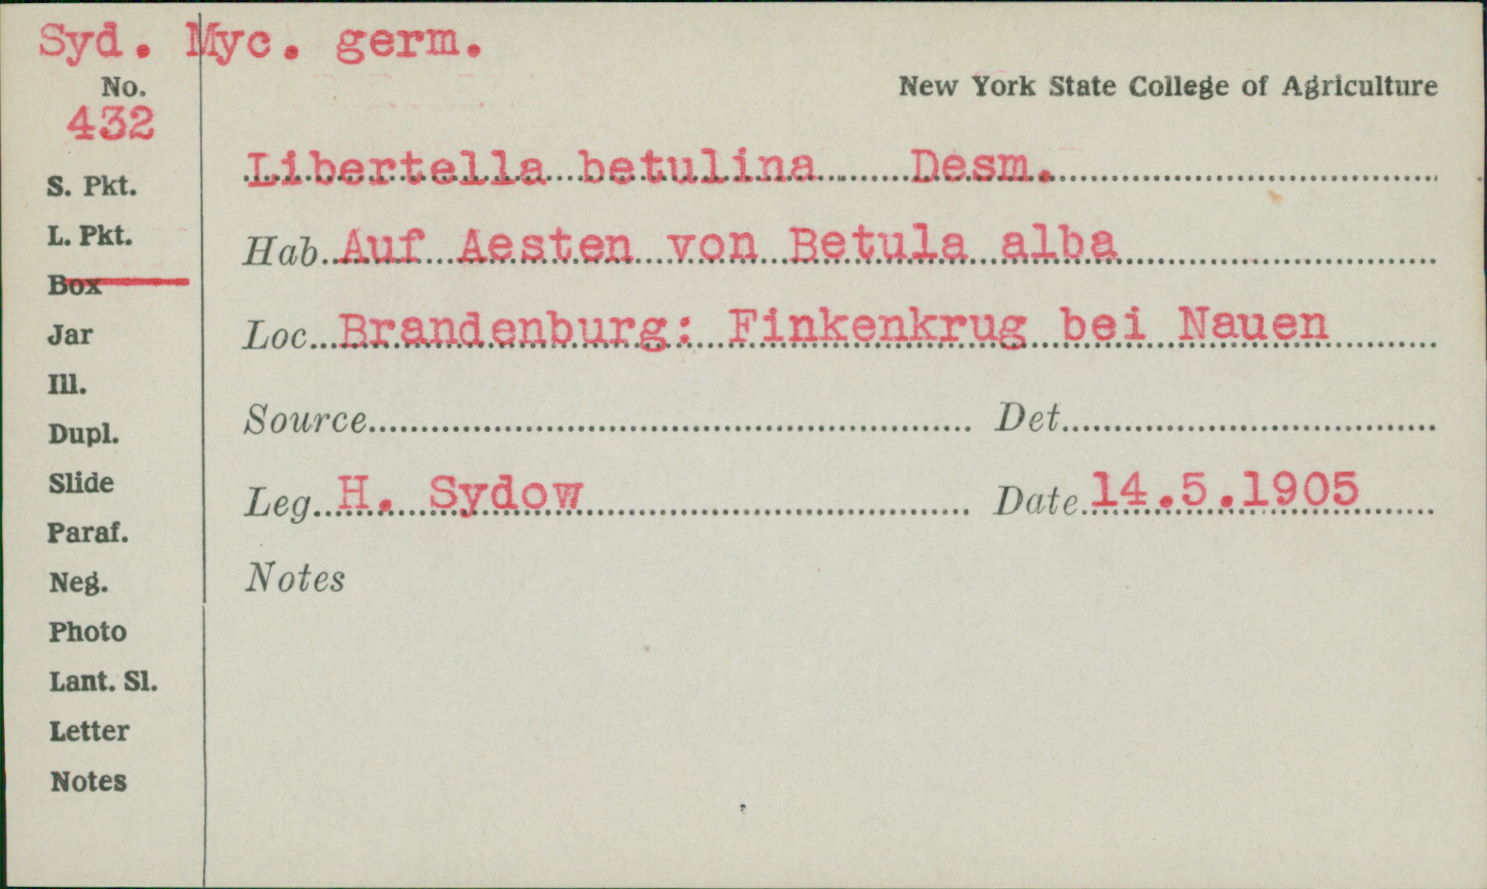 Syd. Myc. germ.
No.
432
New York State College of Agriculture
Libertella betulina Desm.
Hab. Auf Aesten von Betula alba
Loc. Brandenburg: Finkenkrug bei Nauen
Source Det.
Leg. H. Sydow Date 14.5.1905
Notes
S. Pkt.
L. Pkt.
Box
Jar
Ill.
Dupl.
Slide
Paraf.
Neg.
Photo
Lant. Sl.
Letter
Notes